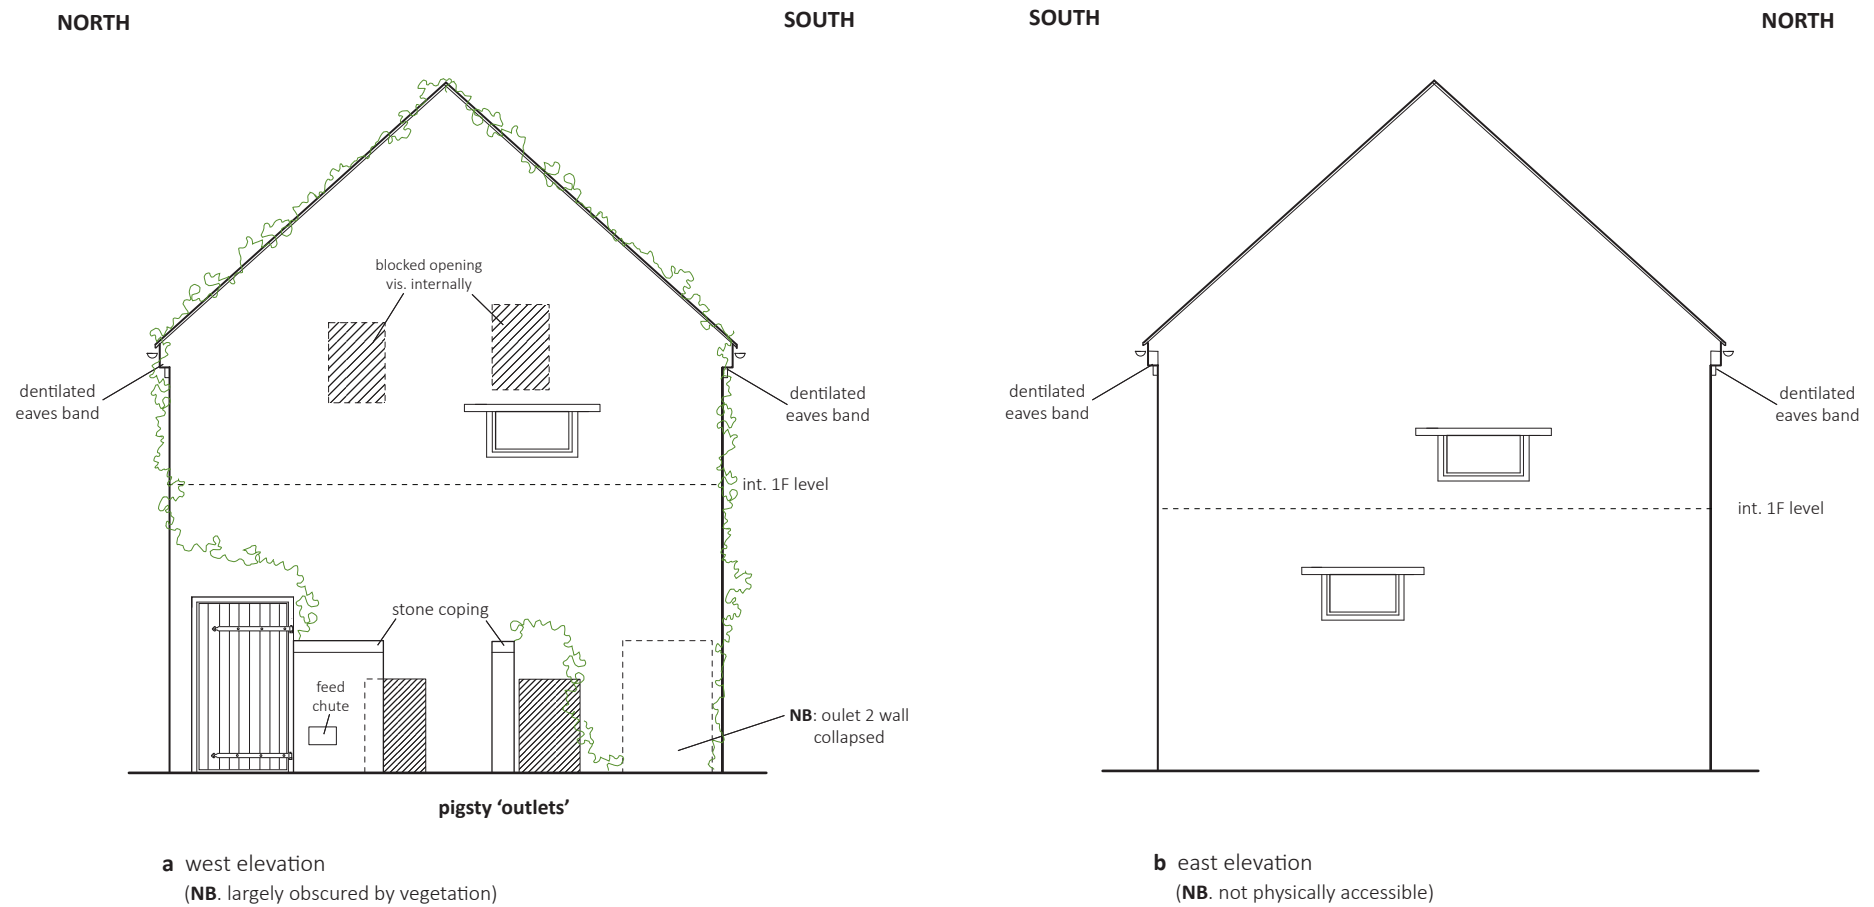 NORTH
SOUTH
SOUTH
NORTH
blocked opening
vis. internally
dentilated
eaves band
dentilated
eaves band
dentilated
eaves band
dentilated
eaves band
int. 1F level
int. 1F level
stone coping
feed
chute
NB: oulet 2 wall
collapsed
pigsty ‘outlets’
a west elevation
(NB. largely obscured by vegetation)
b east elevation
(NB. not physically accessible)